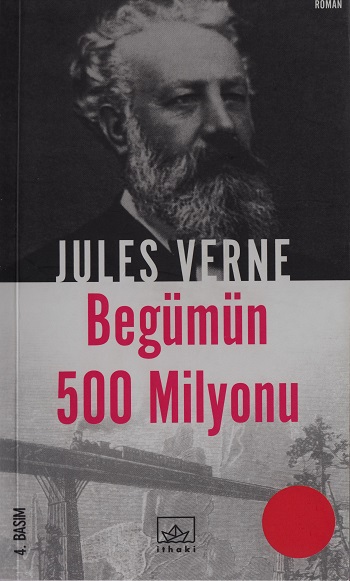 ROMAN
JULES VERNE
Begümün
500 Milyonu
4. BASIM
ithaki